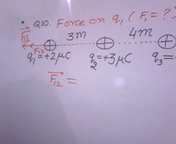 Q10. Force on q₁ (F₁ = ?
F₁₂ 3m 4m
F₁₃
q₁=+2μC q₂=+3μC q₃=
F₁₂ =